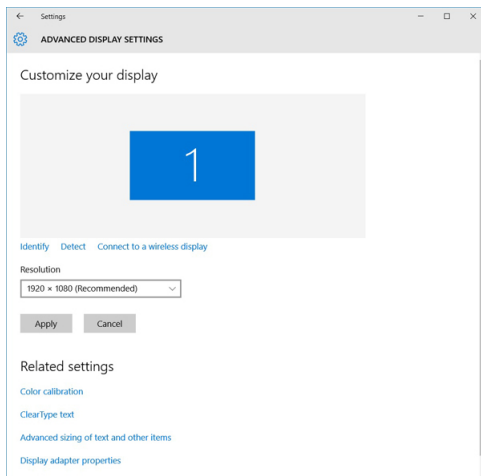 Settings
ADVANCED DISPLAY SETTINGS
Customize your display
1
Identify Detect Connect to a wireless display
Resolution
1920 × 1080 (Recommended)
Apply Cancel
Related settings
Color calibration
ClearType text
Advanced sizing of text and other items
Display adapter properties